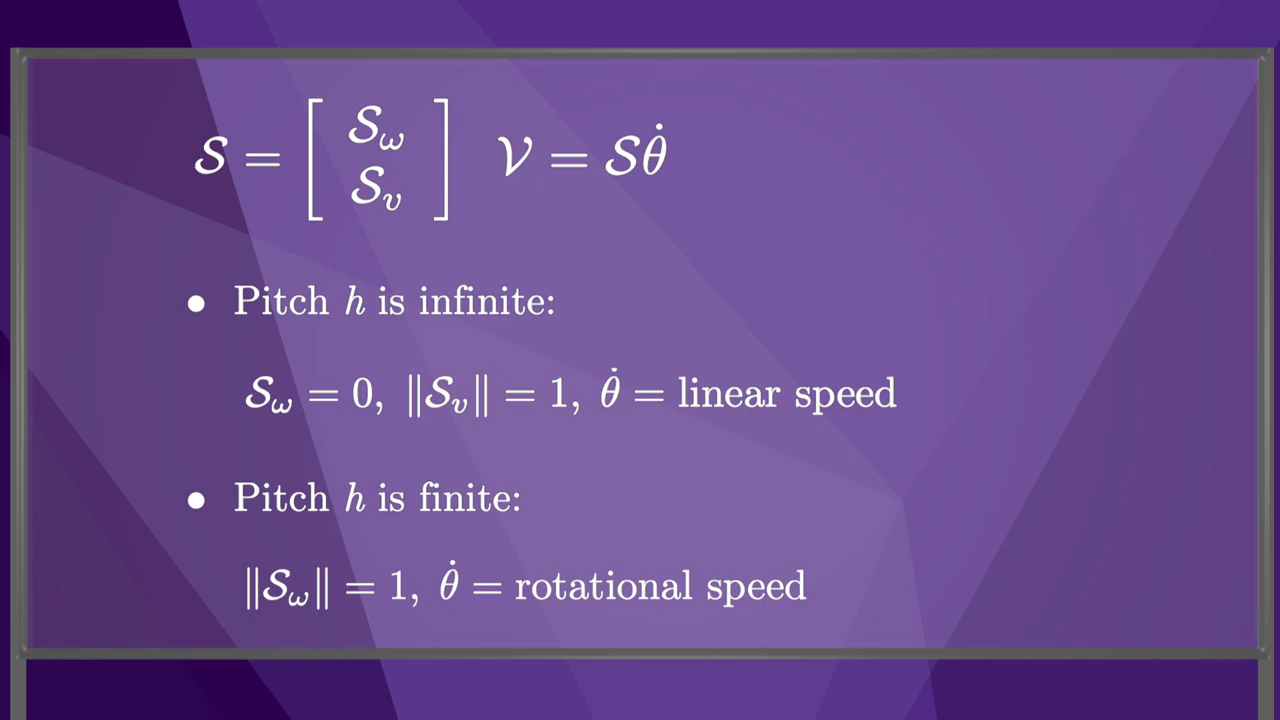 𝒮 = [ 𝒮_ω 𝒮_v ] 𝒱 = 𝒮θ̇
• Pitch h is infinite:
𝒮_ω = 0, ‖𝒮_v‖ = 1, θ̇ = linear speed
• Pitch h is finite:
‖𝒮_ω‖ = 1, θ̇ = rotational speed